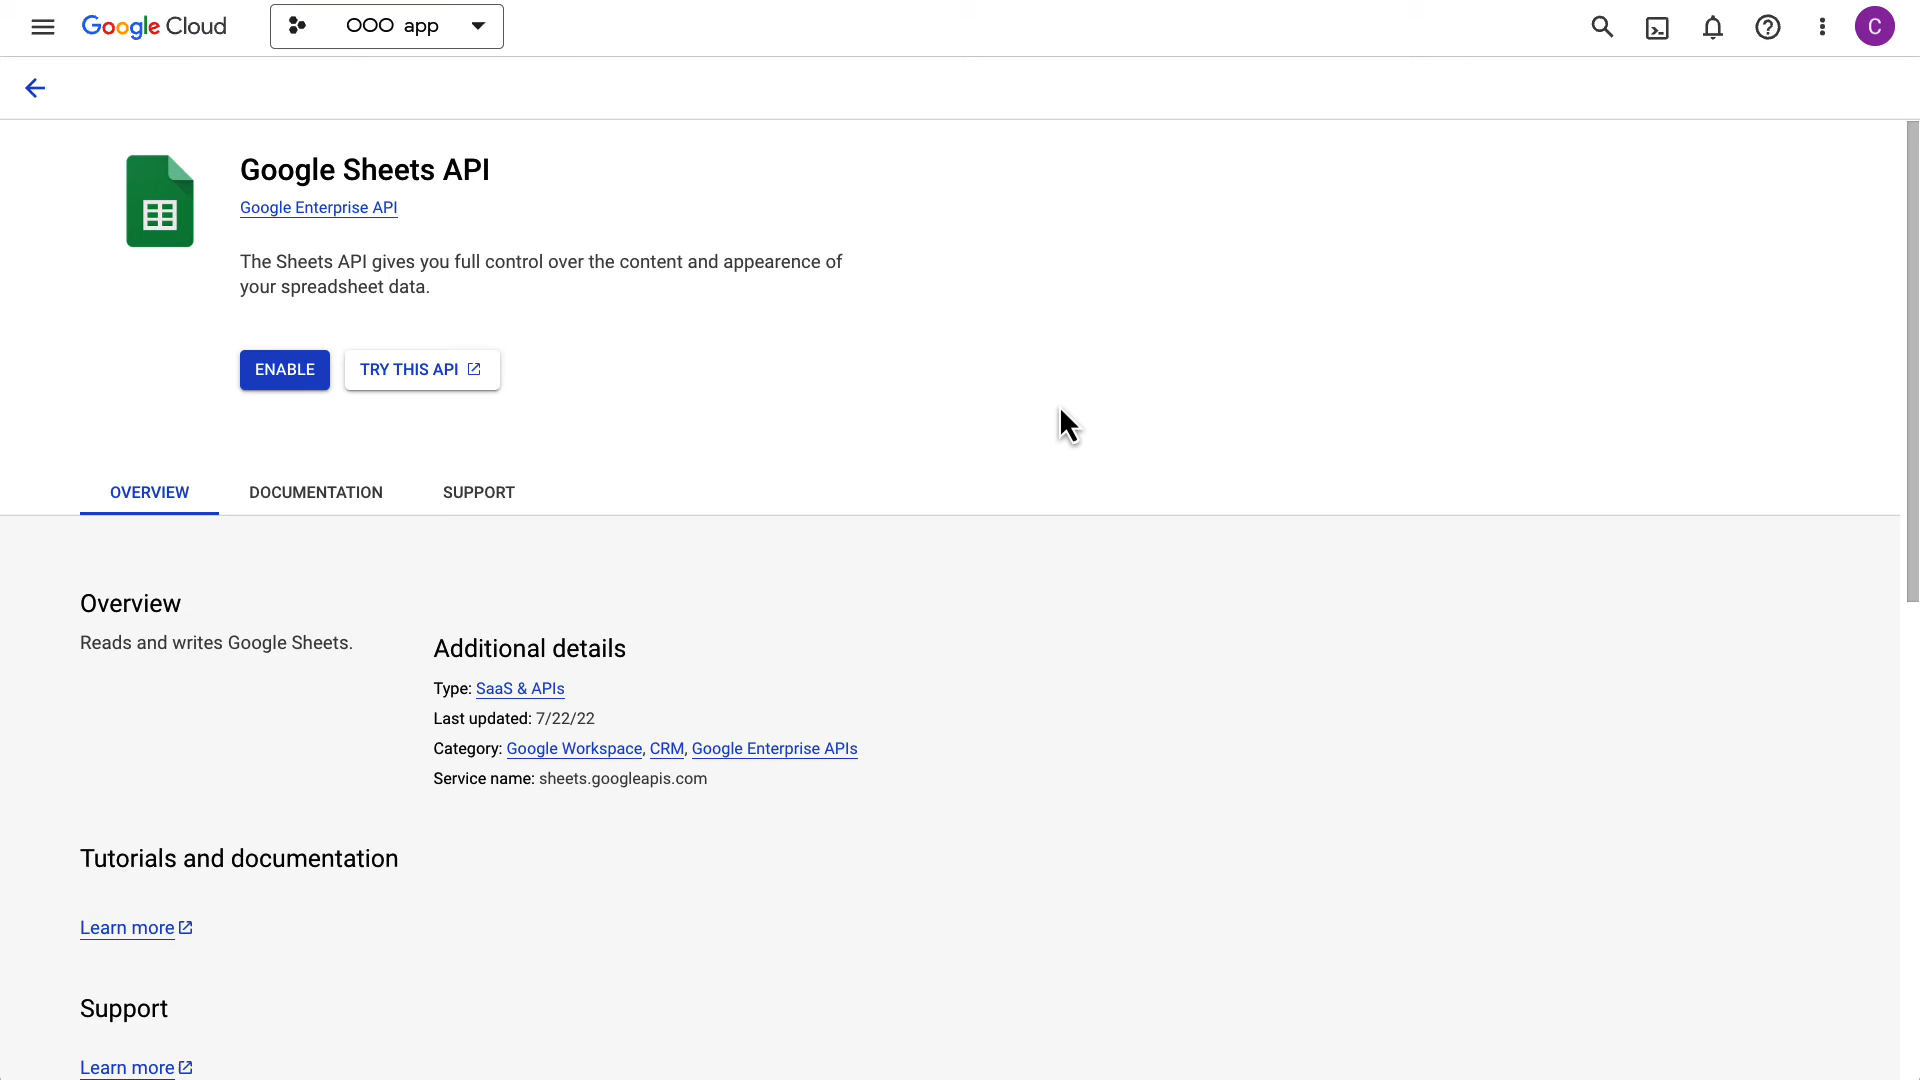 Google Cloud
OOO app
C
Google Sheets API
Google Enterprise API
The Sheets API gives you full control over the content and appearence of
your spreadsheet data.
ENABLE
TRY THIS API
OVERVIEW DOCUMENTATION SUPPORT
Overview
Reads and writes Google Sheets.
Additional details
Type: SaaS & APIs
Last updated: 7/22/22
Category: Google Workspace, CRM, Google Enterprise APIs
Service name: sheets.googleapis.com
Tutorials and documentation
Learn more
Support
Learn more